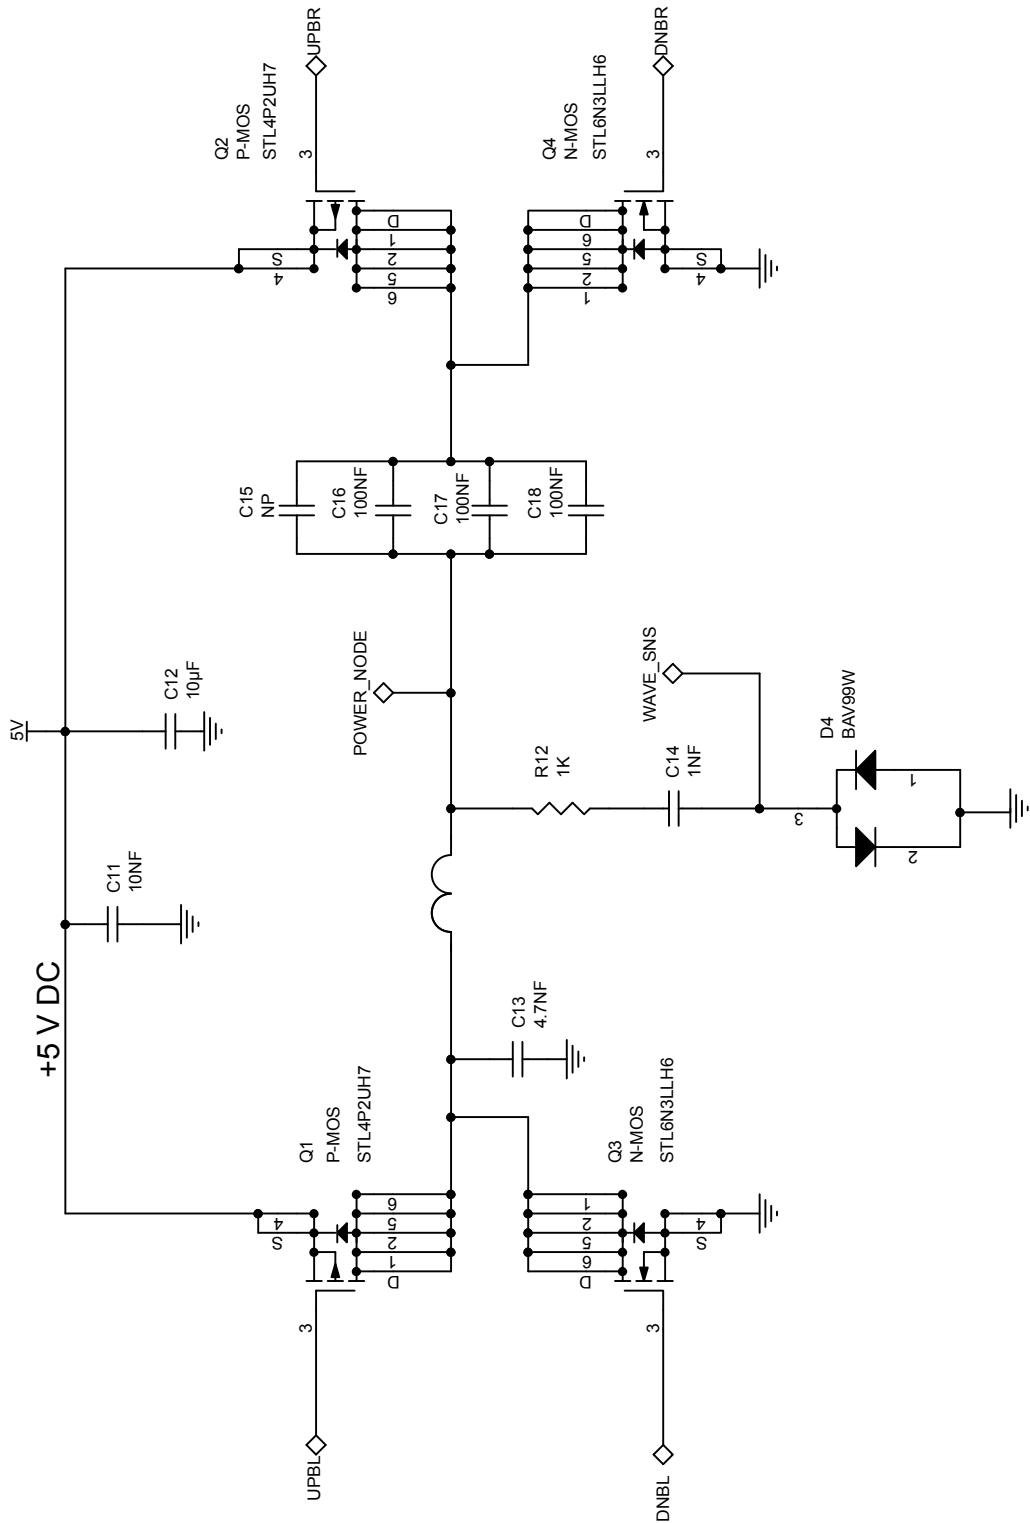 5V
+5 V DC
C11
10NF
C12
10µF
UPBL
3
Q1
P-MOS
STL4P2UH7
S
4
D
1
2
5
6
Q2
P-MOS
STL4P2UH7
UPBR
3
S
4
D
1
2
5
6
C13
4.7NF
POWER_NODE
C15
NP
C16
100NF
C17
100NF
C18
100NF
DNBL
3
Q3
N-MOS
STL6N3LLH6
D
6
5
2
1
S
4
R12
1K
C14
1NF
WAVE_SNS
D4
BAV99W
3
2
1
Q4
N-MOS
STL6N3LLH6
DNBR
3
D
6
5
2
1
S
4